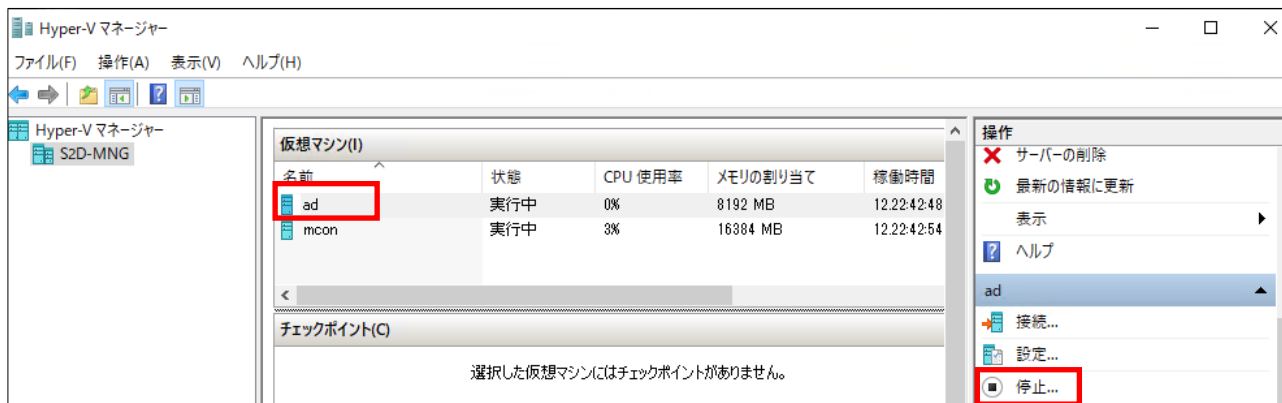 Hyper-V マネージャー
ファイル(F) 操作(A) 表示(V) ヘルプ(H)
Hyper-V マネージャー
S2D-MNG
仮想マシン(I)
名前 状態 CPU 使用率 メモリの割り当て 稼働時間
ad 実行中 0% 8192 MB 12.22:42:48
mcon 実行中 3% 16384 MB 12.22:42:54
チェックポイント(C)
選択した仮想マシンにはチェックポイントがありません。
操作
サーバーの削除
最新の情報に更新
表示
ヘルプ
ad
接続...
設定...
停止...